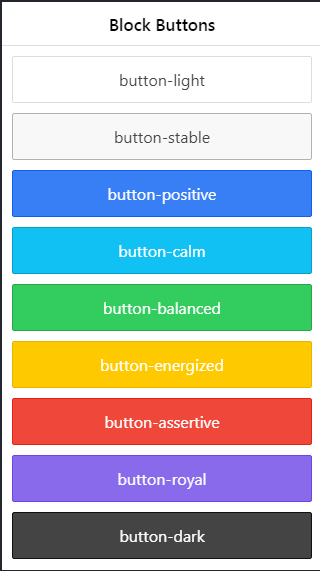 Block Buttons
button-light
button-stable
button-positive
button-calm
button-balanced
button-energized
button-assertive
button-royal
button-dark